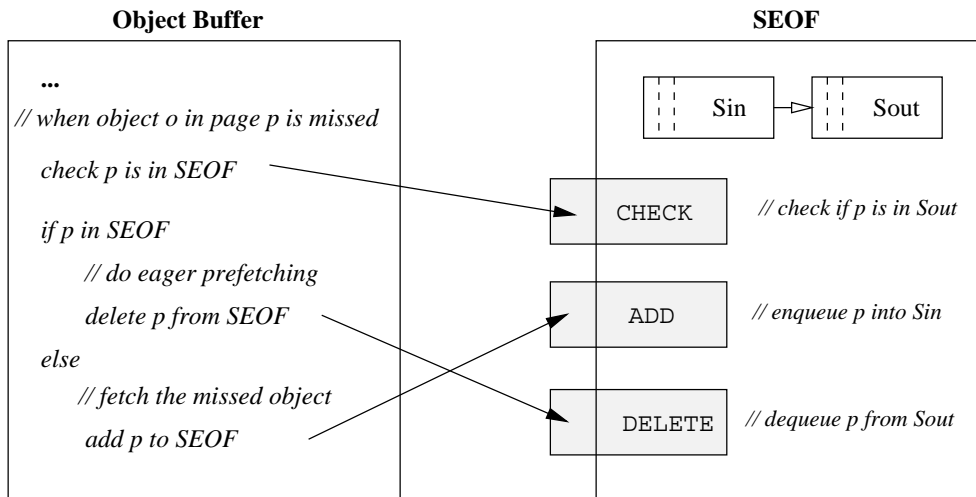 Object Buffer
...
// when object o in page p is missed
check p is in SEOF
if p in SEOF
// do eager prefetching
delete p from SEOF
else
// fetch the missed object
add p to SEOF
SEOF
Sin
Sout
CHECK
// check if p is in Sout
ADD
// enqueue p into Sin
DELETE
// dequeue p from Sout